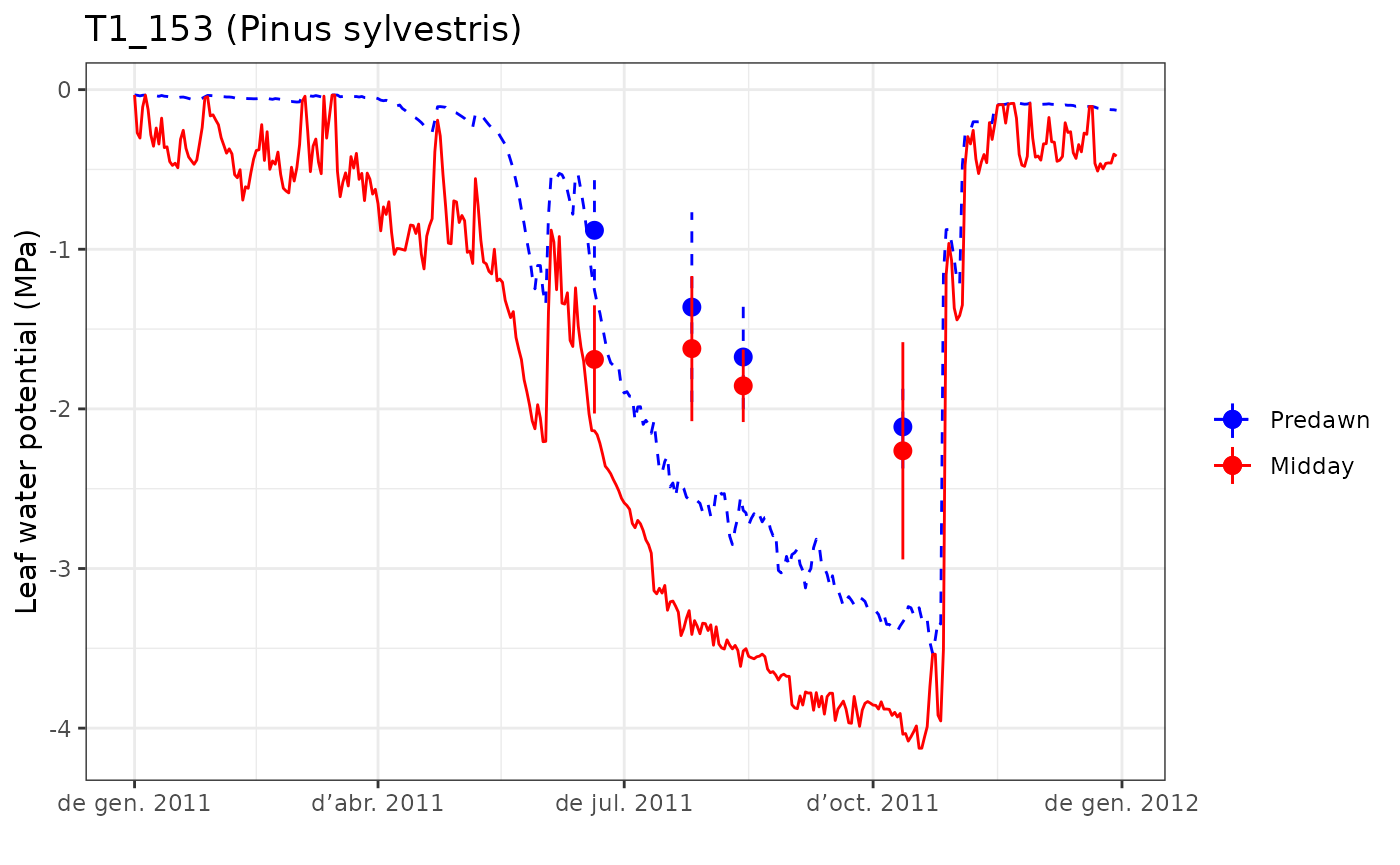 T1_153 (Pinus sylvestris)
Leaf water potential (MPa)
0
-1
-2
-3
-4
de gen. 2011
d’abr. 2011
de jul. 2011
d’oct. 2011
de gen. 2012
Predawn
Midday